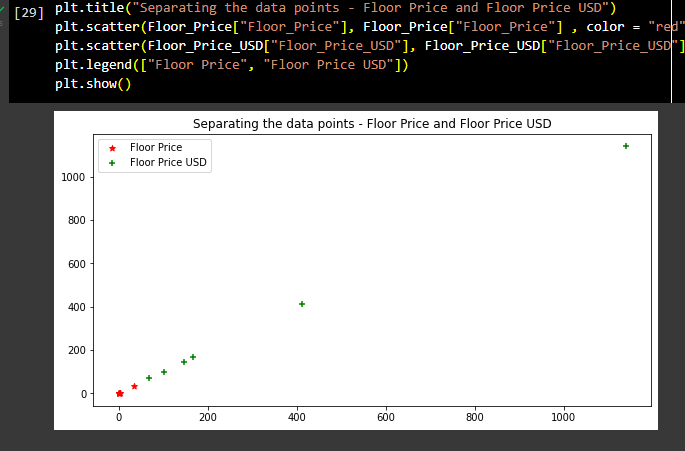 [29] plt.title("Separating the data points - Floor Price and Floor Price USD")
plt.scatter(Floor_Price["Floor_Price"], Floor_Price["Floor_Price"] , color = "red"
plt.scatter(Floor_Price_USD["Floor_Price_USD"], Floor_Price_USD["Floor_Price_USD"]
plt.legend(["Floor Price", "Floor Price USD"])
plt.show()
Separating the data points - Floor Price and Floor Price USD
Floor Price
Floor Price USD
1000
800
600
400
200
0
0 200 400 600 800 1000